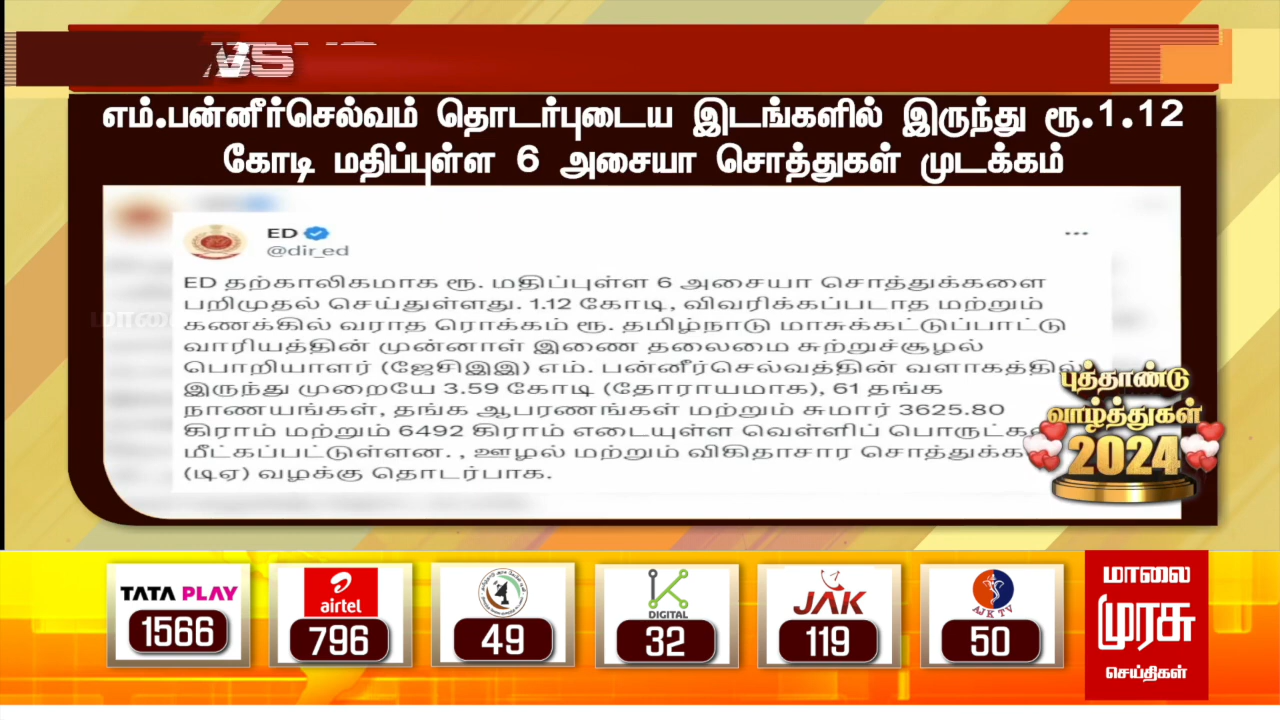 எம்.பன்னீர்செல்வம் தொடர்புடைய இடங்களில் இருந்து ரூ.1.12
கோடி மதிப்புள்ள 6 அசையா சொத்துகள் முடக்கம்
ED
@dir_ed
ED தற்காலிகமாக ரூ. மதிப்புள்ள 6 அசையா சொத்துக்களை
பறிமுதல் செய்துள்ளது. 1.12 கோடி, விவரிக்கப்படாத மற்றும்
கணக்கில் வராத ரொக்கம் ரூ. தமிழ்நாடு மாசுக்கட்டுப்பாட்டு
வாரியத்தின் முன்னாள் இணை தலைமை சுற்றுச்சூழல்
பொறியாளர் (ஜேசிஇஇ) எம். பன்னீர்செல்வத்தின் வளாகத்தில்
இருந்து முறையே 3.59 கோடி (தோராயமாக), 61 தங்க
நாணயங்கள், தங்க ஆபரணங்கள் மற்றும் சுமார் 3625.80
கிராம் மற்றும் 6492 கிராம் எடையுள்ள வெள்ளிப்
மீட்கப்பட்டுள்ளன. , ஊழல் மற்றும் விகிதாசார
(டிஏ) வழக்கு தொடர்பாக.
புத்தாண்டு
வாழ்த்துகள்
2024
TATA PLAY
1566
airtel
796
49
DIGITAL
32
JAK
119
AJK TV
50
மாலை
முரசு
செய்திகள்